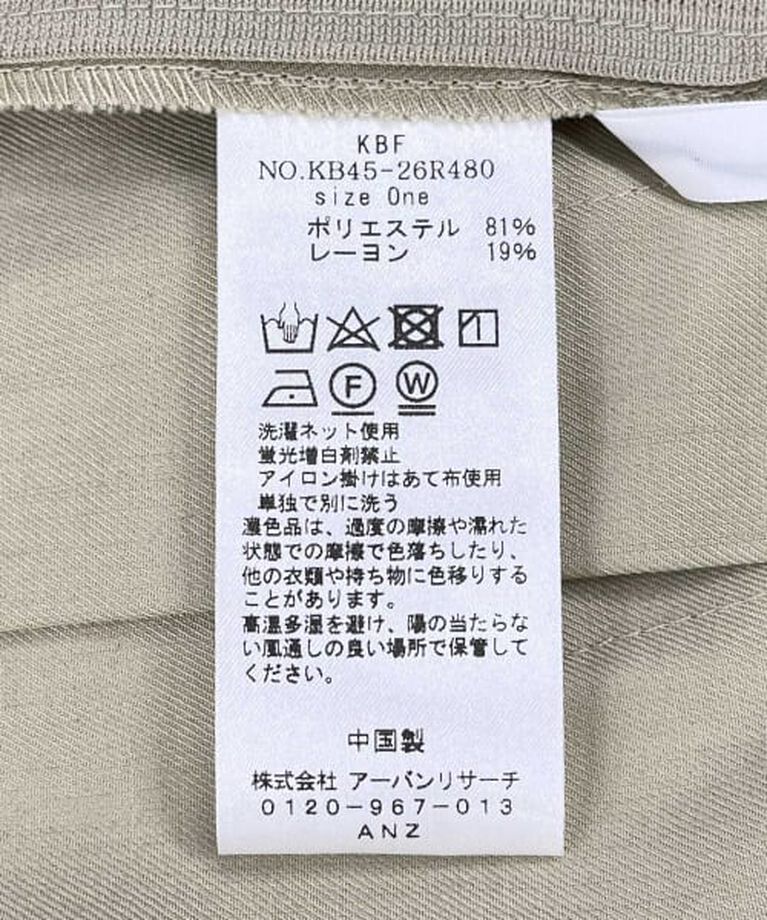 KBF
NO.KB45-26R480
size One
ポリエステル 81%
レーヨン 19%
F W
洗濯ネット使用
蛍光増白剤禁止
アイロン掛けはあて布使用
単独で別に洗う
濃色品は、過度の摩擦や濡れた
状態での摩擦で色落ちしたり、
他の衣類や持ち物に色移りする
ことがあります。
高温多湿を避け、陽の当たらな
い風通しの良い場所で保管して
ください。
中国製
株式会社 アーバンリサーチ
0120-967-013
ANZ